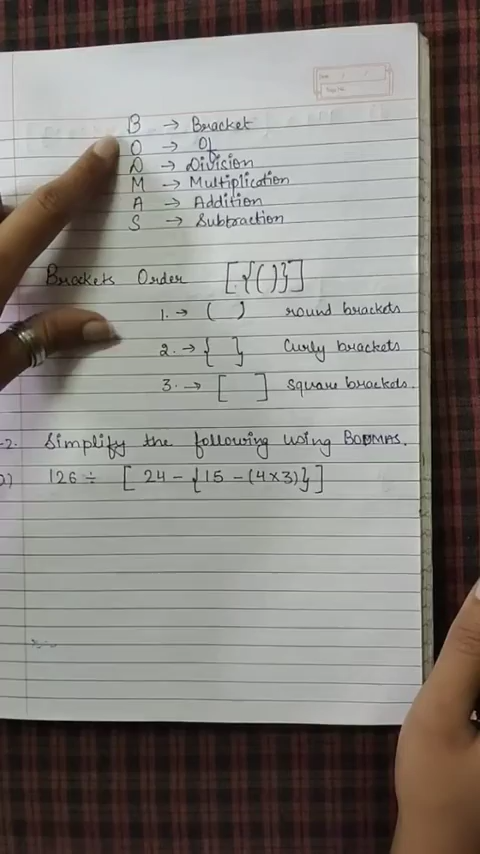 B → Bracket
O → Of
D → Division
M → Multiplication
A → Addition
S → Subtraction
Brackets Order [{()}]
1. → ( ) round brackets
2. → { } Curly brackets
3. → [ ] Square brackets.
-2. Simplify the following using BODMAS.
126 ÷ [ 24 - {15 - (4×3)} ]